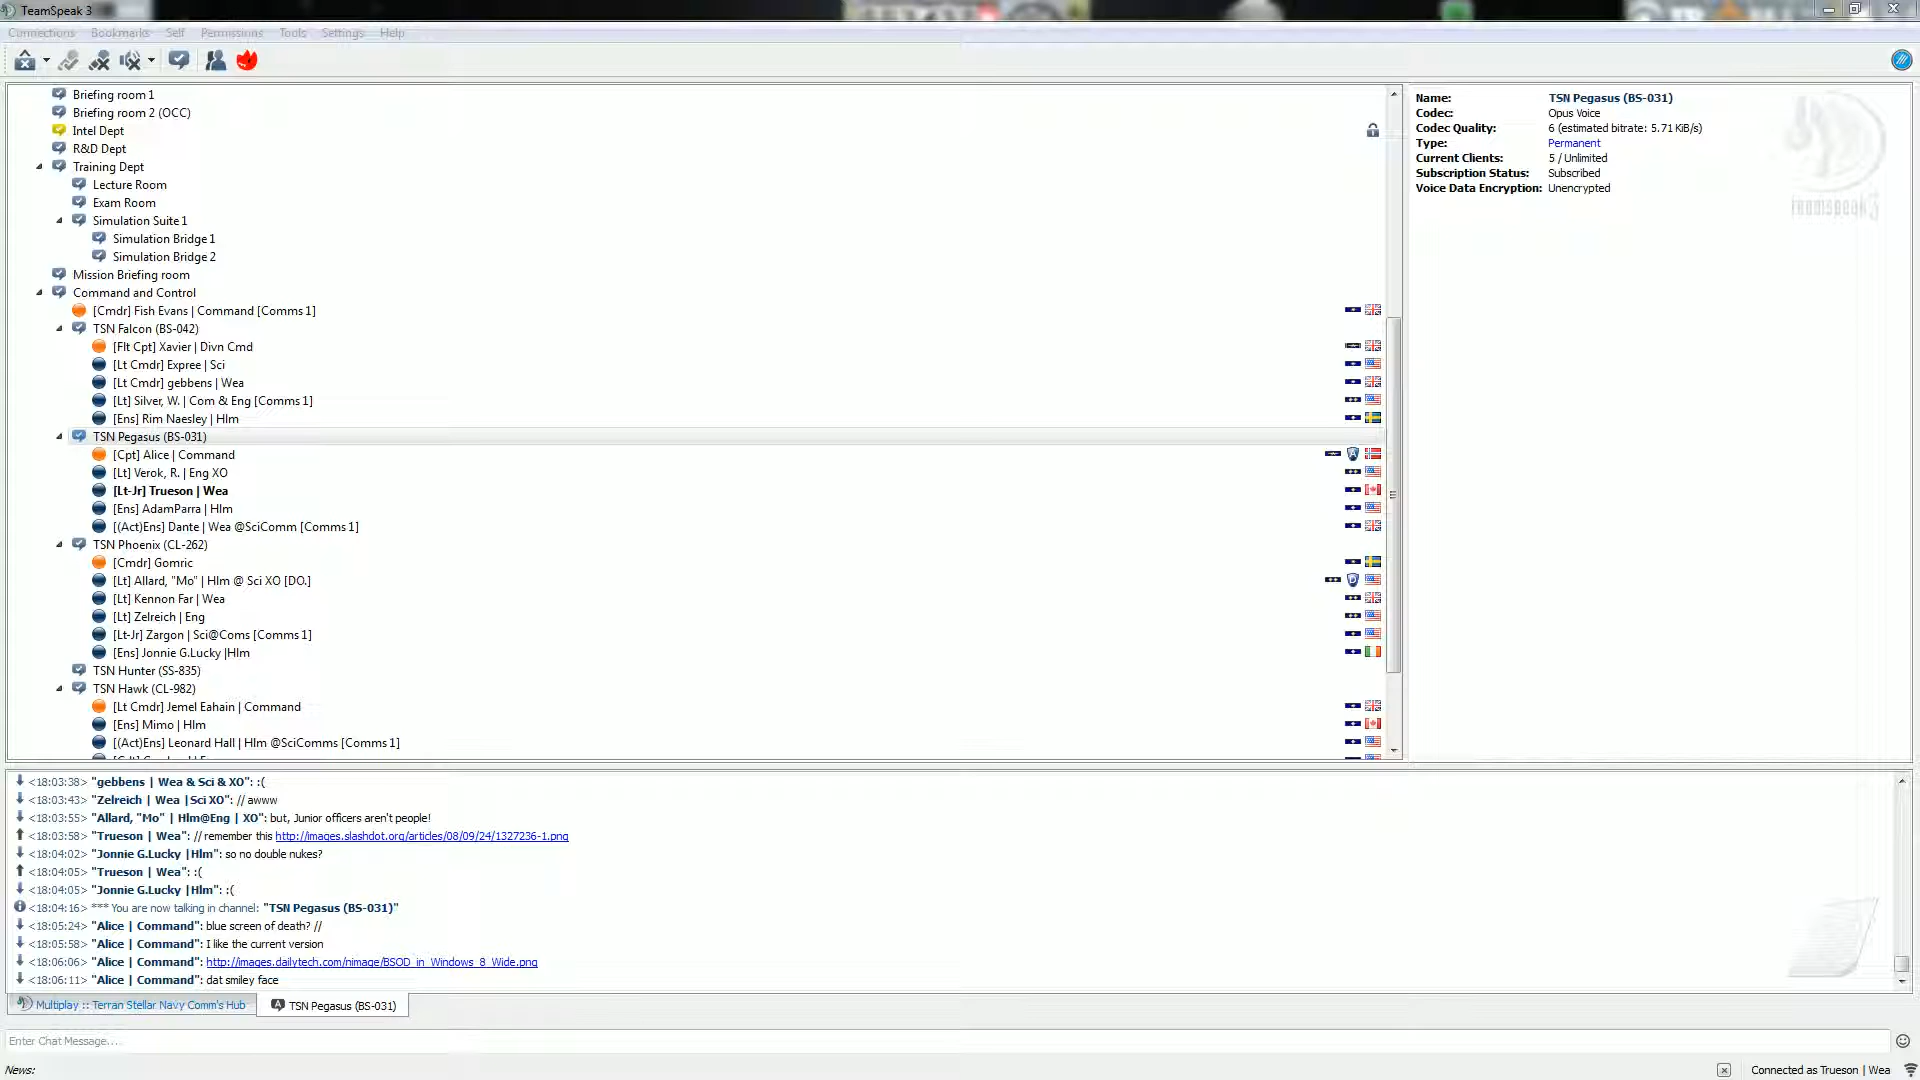 TeamSpeak 3
Connections Bookmarks Self Permissions Tools Settings Help
Briefing room 1
Briefing room 2 (OCC)
Intel Dept
R&D Dept
Training Dept
Lecture Room
Exam Room
Simulation Suite 1
Simulation Bridge 1
Simulation Bridge 2
Mission Briefing room
Command and Control
[Cmdr] Fish Evans | Command [Comms 1]
TSN Falcon (BS-042)
[Flt Cpt] Xavier | Divn Cmd
[Lt Cmdr] Expree | Sci
[Lt Cmdr] gebbens | Wea
[Lt] Silver, W. | Com & Eng [Comms 1]
[Ens] Rim Naesley | Hlm
TSN Pegasus (BS-031)
[Cpt] Alice | Command
[Lt] Verok, R. | Eng XO
[Lt-Jr] Trueson | Wea
[Ens] AdamParra | Hlm
[(Act)Ens] Dante | Wea @SciComm [Comms 1]
TSN Phoenix (CL-262)
[Cmdr] Gomric
[Lt] Allard, "Mo" | Hlm @ Sci XO [DO.]
[Lt] Kennon Far | Wea
[Lt] Zelreich | Eng
[Lt-Jr] Zargon | Sci@Coms [Comms 1]
[Ens] Jonnie G.Lucky |Hlm
TSN Hunter (SS-835)
TSN Hawk (CL-982)
[Lt Cmdr] Jemel Eahain | Command
[Ens] Mimo | Hlm
[(Act)Ens] Leonard Hall | Hlm @SciComms [Comms 1]
Name: TSN Pegasus (BS-031)
Codec: Opus Voice
Codec Quality: 6 (estimated bitrate: 5.71 KiB/s)
Type: Permanent
Current Clients: 5 / Unlimited
Subscription Status: Subscribed
Voice Data Encryption: Unencrypted
teamspeak3
<18:03:38> "gebbens | Wea & Sci & XO": :(
<18:03:43> "Zelreich | Wea |Sci XO": // awww
<18:03:55> "Allard, "Mo" | Hlm@Eng | XO": but, Junior officers aren't people!
<18:03:58> "Trueson | Wea": // remember this http://images.slashdot.org/articles/08/09/24/1327236-1.png
<18:04:02> "Jonnie G.Lucky |Hlm": so no double nukes?
<18:04:05> "Trueson | Wea": :(
<18:04:05> "Jonnie G.Lucky |Hlm": :(
<18:04:16> *** You are now talking in channel: "TSN Pegasus (BS-031)"
<18:05:24> "Alice | Command": blue screen of death? //
<18:05:58> "Alice | Command": I like the current version
<18:06:06> "Alice | Command": http://images.dailytech.com/nimage/BSOD_in_Windows_8_Wide.png
<18:06:11> "Alice | Command": dat smiley face
Multiplay :: Terran Stellar Navy Comm's Hub
TSN Pegasus (BS-031)
Enter Chat Message....
News:
Connected as Trueson | Wea